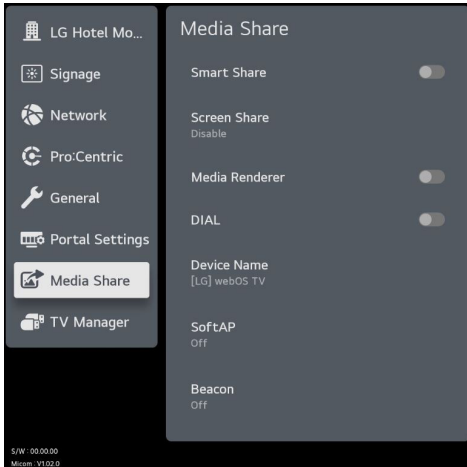 LG Hotel Mo...
Signage
Network
Pro:Centric
General
Portal Settings
Media Share
TV Manager
Media Share
Smart Share
Screen Share
Disable
Media Renderer
DIAL
Device Name
[LG] webOS TV
SoftAP
Off
Beacon
Off
S/W : 00.00.00
Micom : V1.02.0